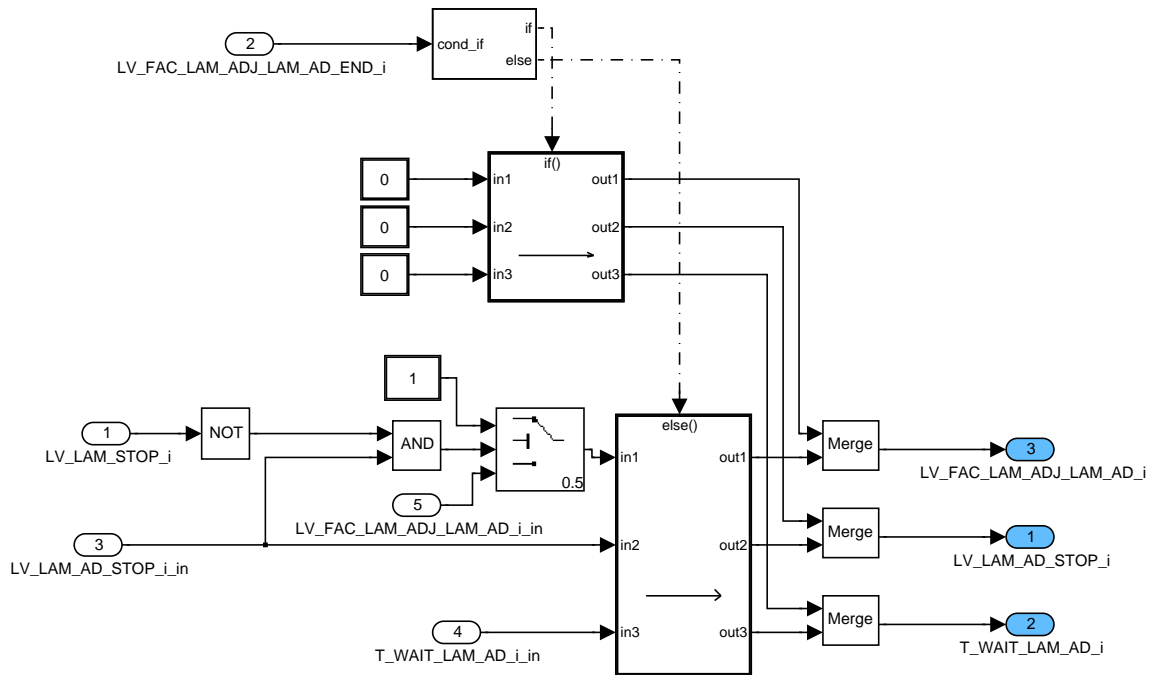 2
LV_FAC_LAM_ADJ_LAM_AD_END_i
cond_if
if
else
if()
0
in1
out1
0
in2
out2
0
in3
out3
1
1
LV_LAM_STOP_i
NOT
AND
0.5
5
LV_FAC_LAM_ADJ_LAM_AD_i_in
3
LV_LAM_AD_STOP_i_in
4
T_WAIT_LAM_AD_i_in
else()
in1
out1
in2
out2
in3
out3
Merge
3
LV_FAC_LAM_ADJ_LAM_AD_i
Merge
1
LV_LAM_AD_STOP_i
Merge
2
T_WAIT_LAM_AD_i